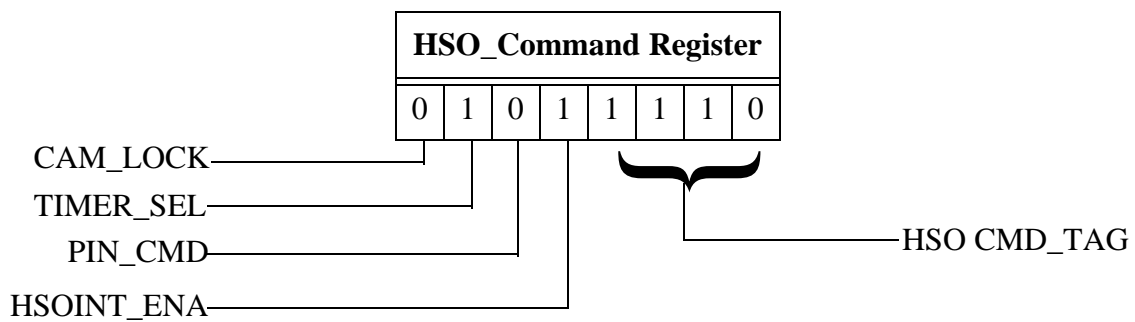 HSO_Command Register
0 1 0 1 1 1 1 0
CAM_LOCK
TIMER_SEL
PIN_CMD
HSO CMD_TAG
HSOINT_ENA